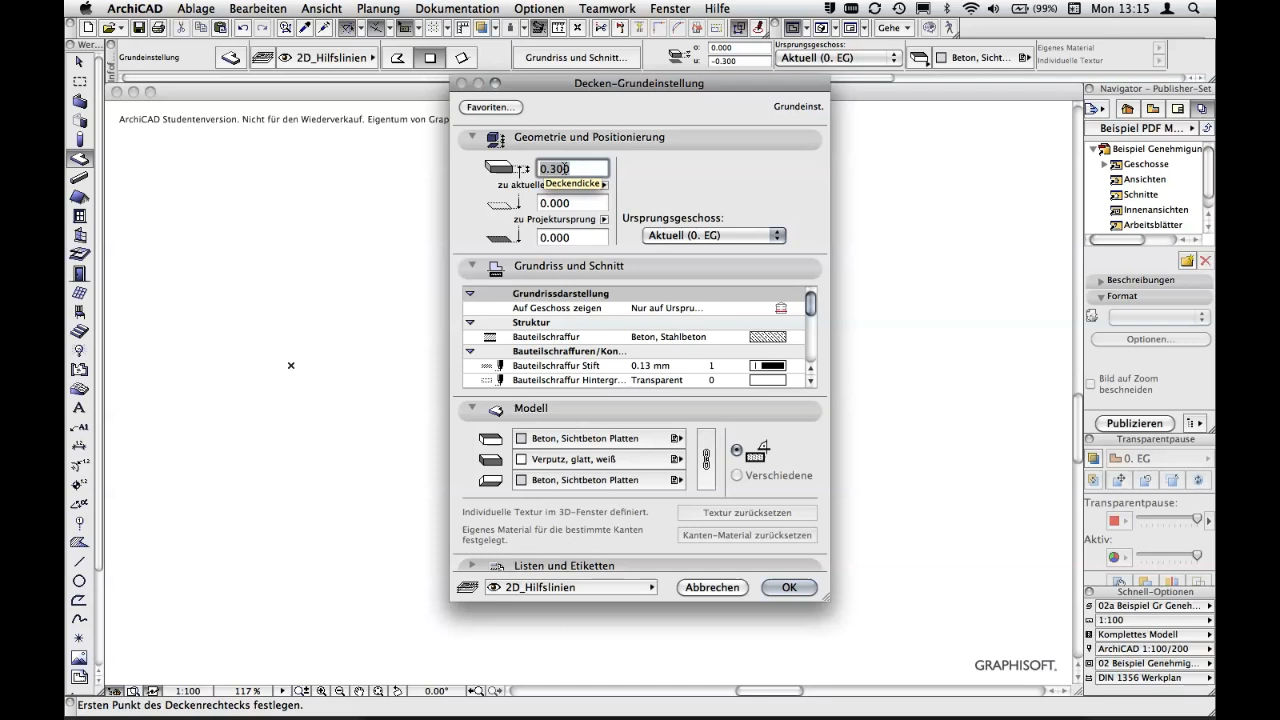 ArchiCAD Ablage Bearbeiten Ansicht Planung Dokumentation Optionen Teamwork Fenster Hilfe (99%) Mon 13:15
Gehe
Wer...
Infof
Grundeinstellung
2D_Hilfslinien
Grundriss und Schnitt...
o: 0.000
u: -0.300
Ursprungsgeschoss:
Aktuell (0. EG)
Beton, Sicht...
Eigenes Material
Individuelle Textur
ArchiCAD Studentenversion. Nicht für den Wiederverkauf. Eigentum von Grap
Decken-Grundeinstellung
Favoriten...
Grundeinst.
Geometrie und Positionierung
0.300
zu aktuelle
Deckendicke
0.000
zu Projektursprung
0.000
Ursprungsgeschoss:
Aktuell (0. EG)
Grundriss und Schnitt
Grundrissdarstellung
Auf Geschoss zeigen Nur auf Urspru...
Struktur
Bauteilschraffur Beton, Stahlbeton
Bauteilschraffuren/Kon...
Bauteilschraffur Stift 0.13 mm 1
Bauteilschraffur Hintergr... Transparent 0
Modell
Beton, Sichtbeton Platten
Verputz, glatt, weiß
Beton, Sichtbeton Platten
Verschiedene
Individuelle Textur im 3D-Fenster definiert.
Textur zurücksetzen
Eigenes Material für die bestimmte Kanten
festgelegt.
Kanten-Material zurücksetzen
Listen und Etiketten
2D_Hilfslinien
Abbrechen
OK
Navigator - Publisher-Set
Beispiel PDF M...
Beispiel Genehmigun
Geschosse
Ansichten
Schnitte
Innenansichten
Arbeitsblätter
Beschreibungen
Format
Optionen...
Bild auf Zoom
beschneiden
Publizieren
Transparentpause
0. EG
Transparentpause:
Aktiv:
Schnell-Optionen
02a Beispiel Gr Geneh...
1:100
Komplettes Modell
ArchiCAD 1:100/200
02 Beispiel Genehmig...
DIN 1356 Werkplan
GRAPHISOFT.
1:100
117 %
0.00°
Ersten Punkt des Deckenrechtecks festlegen.